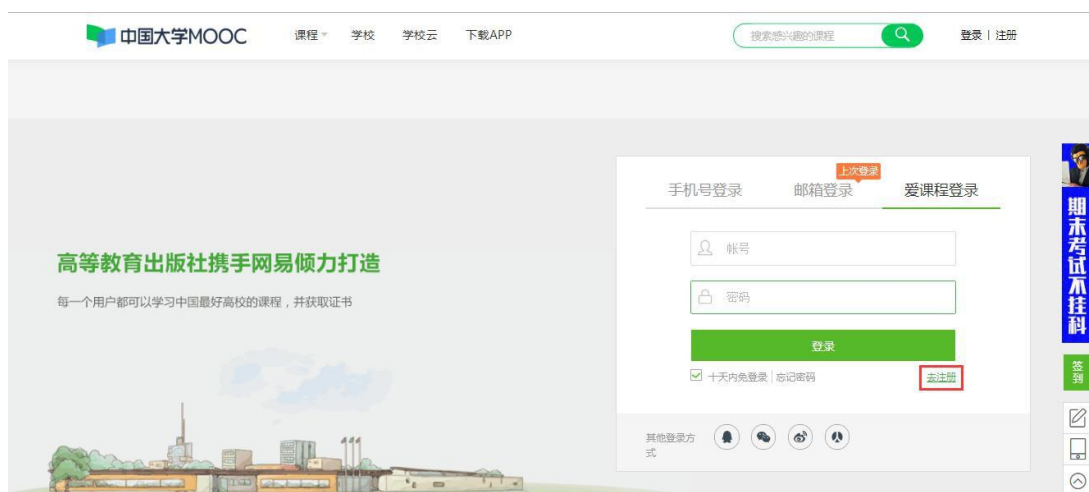 中国大学MOOC
课程 学校 学校云 下载APP
搜索感兴趣的课程
登录 | 注册
上次登录
手机号登录 邮箱登录 爱课程登录
帐号
密码
登录
十天内免登录 | 忘记密码
去注册
其他登录方
式
高等教育出版社携手网易倾力打造
每一个用户都可以学习中国最好高校的课程，并获取证书
期末考试不挂科
签
到